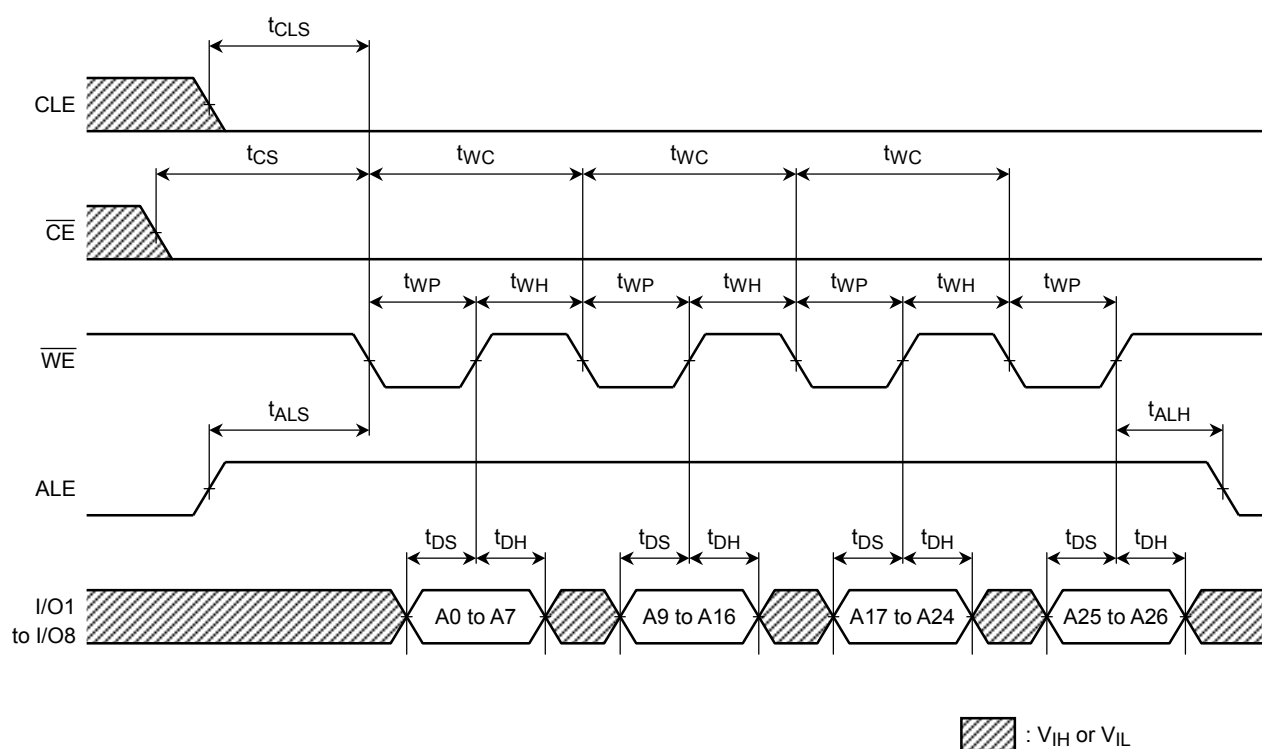 tCLS
CLE
tCS tWC tWC tWC
CE
tWP tWH tWP tWH tWP tWH tWP
WE
tALS tALH
ALE
tDS tDH tDS tDH tDS tDH tDS tDH
I/O1
to I/O8
A0 to A7 A9 to A16 A17 to A24 A25 to A26
: VIH or VIL